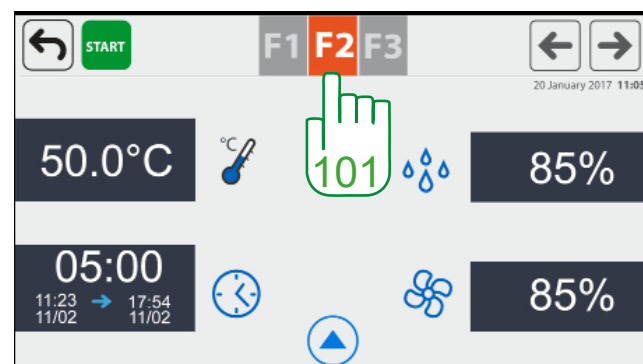 START
F1 F2 F3
20 January 2017 11:05
50.0°C
°C
101
85%
05:00
11:23 → 17:54
11/02 11/02
85%